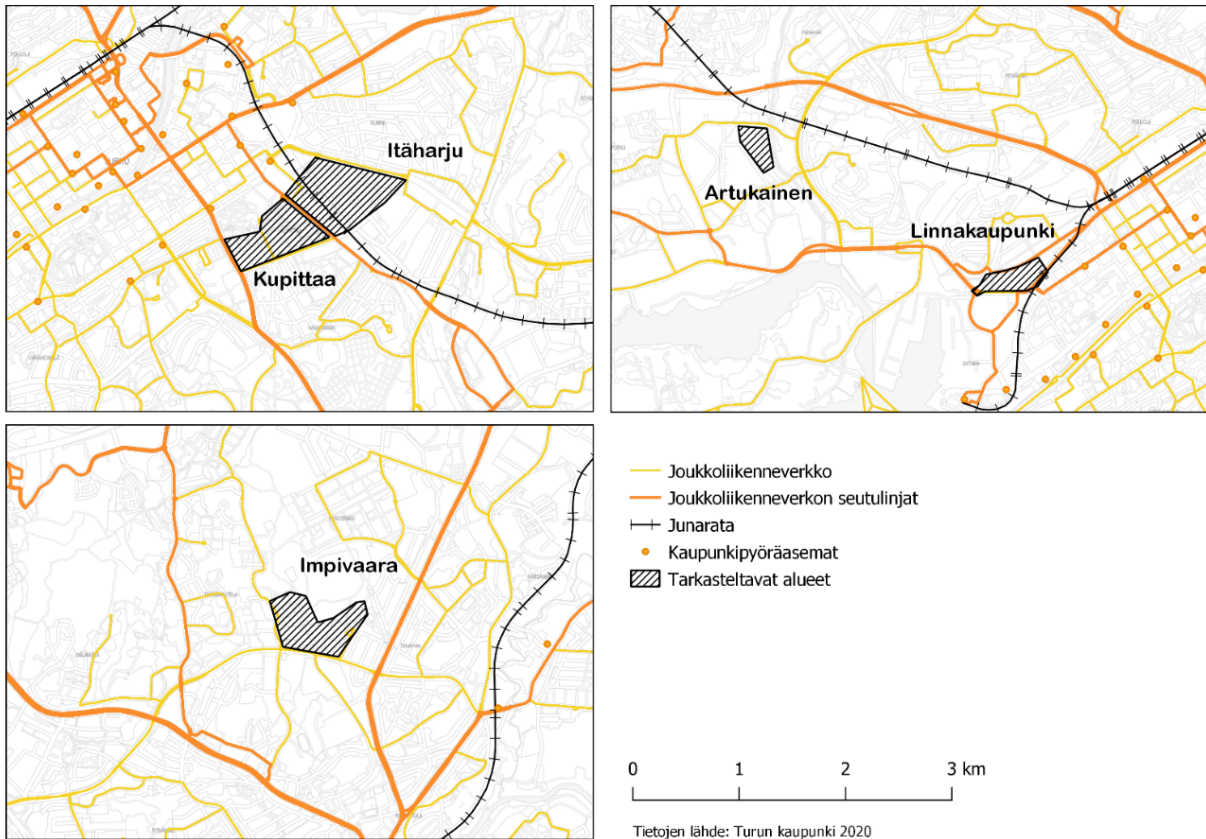 Itäharju
Kupittaa
Artukainen
Linnakaupunki
Impivaara
Joukkoliikenneverkko
Joukkoliikenneverkon seutulinjat
Junarata
Kaupunkipyöräasemat
Tarkasteltavat alueet
0 1 2 3 km
Tietojen lähde: Turun kaupunki 2020